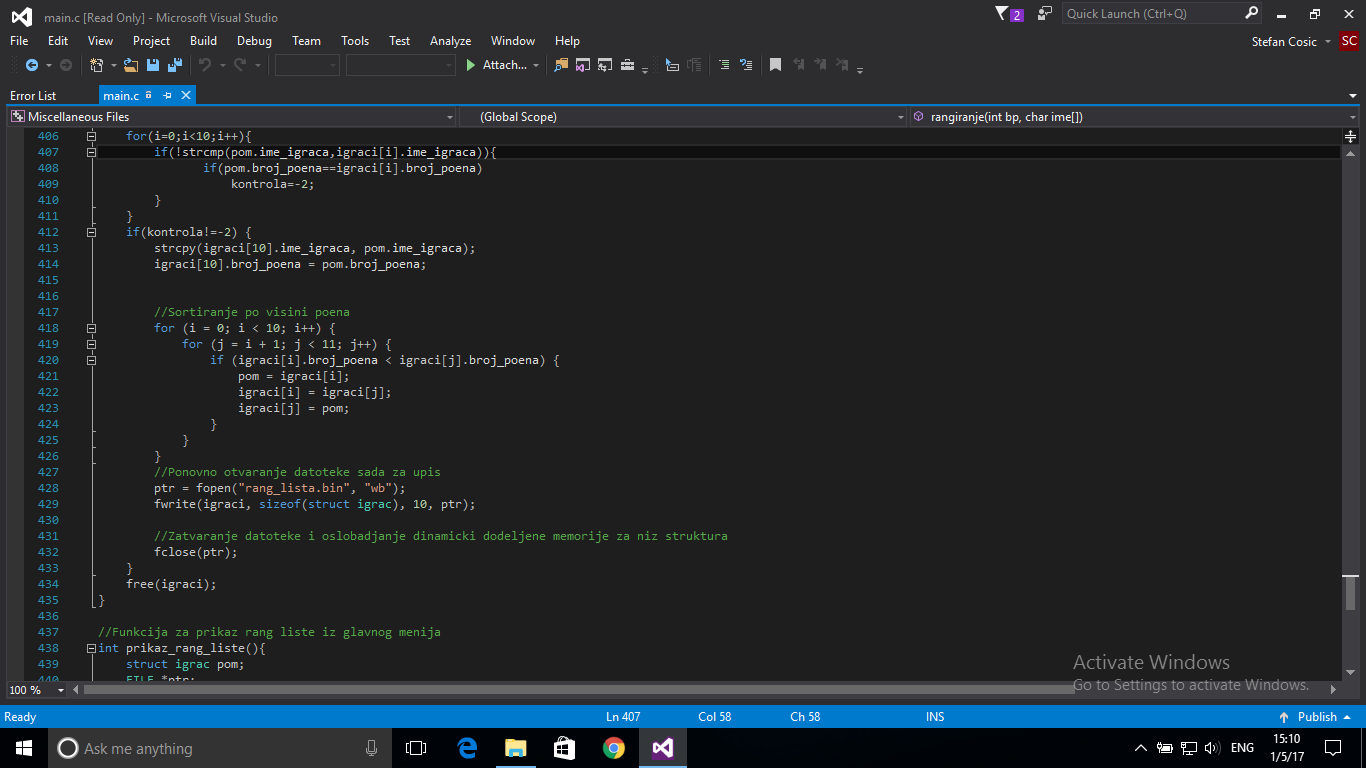 main.c [Read Only] - Microsoft Visual Studio
2
Quick Launch (Ctrl+Q)
File Edit View Project Build Debug Team Tools Test Analyze Window Help
Stefan Cosic SC
Attach...
Error List main.c
Miscellaneous Files (Global Scope) rangiranje(int bp, char ime[])
406 for(i=0;i<10;i++){
407 if(!strcmp(pom.ime_igraca,igraci[i].ime_igraca)){
408 if(pom.broj_poena==igraci[i].broj_poena)
409 kontrola=-2;
410 }
411 }
412 if(kontrola!=-2) {
413 strcpy(igraci[10].ime_igraca, pom.ime_igraca);
414 igraci[10].broj_poena = pom.broj_poena;
415
416
417 //Sortiranje po visini poena
418 for (i = 0; i < 10; i++) {
419 for (j = i + 1; j < 11; j++) {
420 if (igraci[i].broj_poena < igraci[j].broj_poena) {
421 pom = igraci[i];
422 igraci[i] = igraci[j];
423 igraci[j] = pom;
424 }
425 }
426 }
427 //Ponovno otvaranje datoteke sada za upis
428 ptr = fopen("rang_lista.bin", "wb");
429 fwrite(igraci, sizeof(struct igrac), 10, ptr);
430
431 //Zatvaranje datoteke i oslobadjanje dinamicki dodeljene memorije za niz struktura
432 fclose(ptr);
433 }
434 free(igraci);
435 }
436
437 //Funkcija za prikaz rang liste iz glavnog menija
438 int prikaz_rang_liste(){
439 struct igrac pom;
440 FILE *ptr;
Activate Windows
Go to Settings to activate Windows.
100 %
Ready Ln 407 Col 58 Ch 58 INS Publish
Ask me anything
ENG
15:10
1/5/17